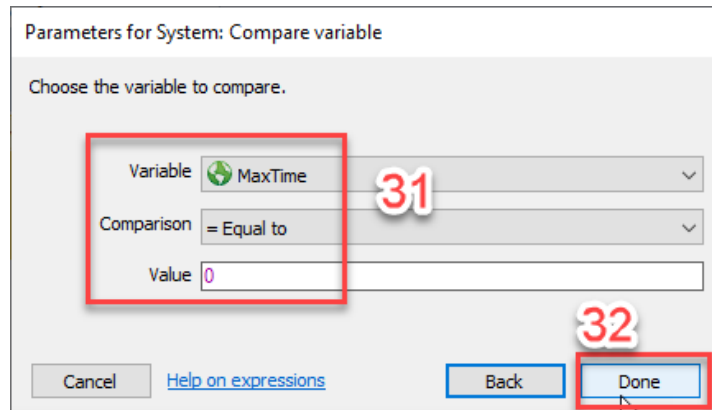 Parameters for System: Compare variable
Choose the variable to compare.
Variable MaxTime
31
Comparison = Equal to
Value 0
32
Cancel Help on expressions Back Done